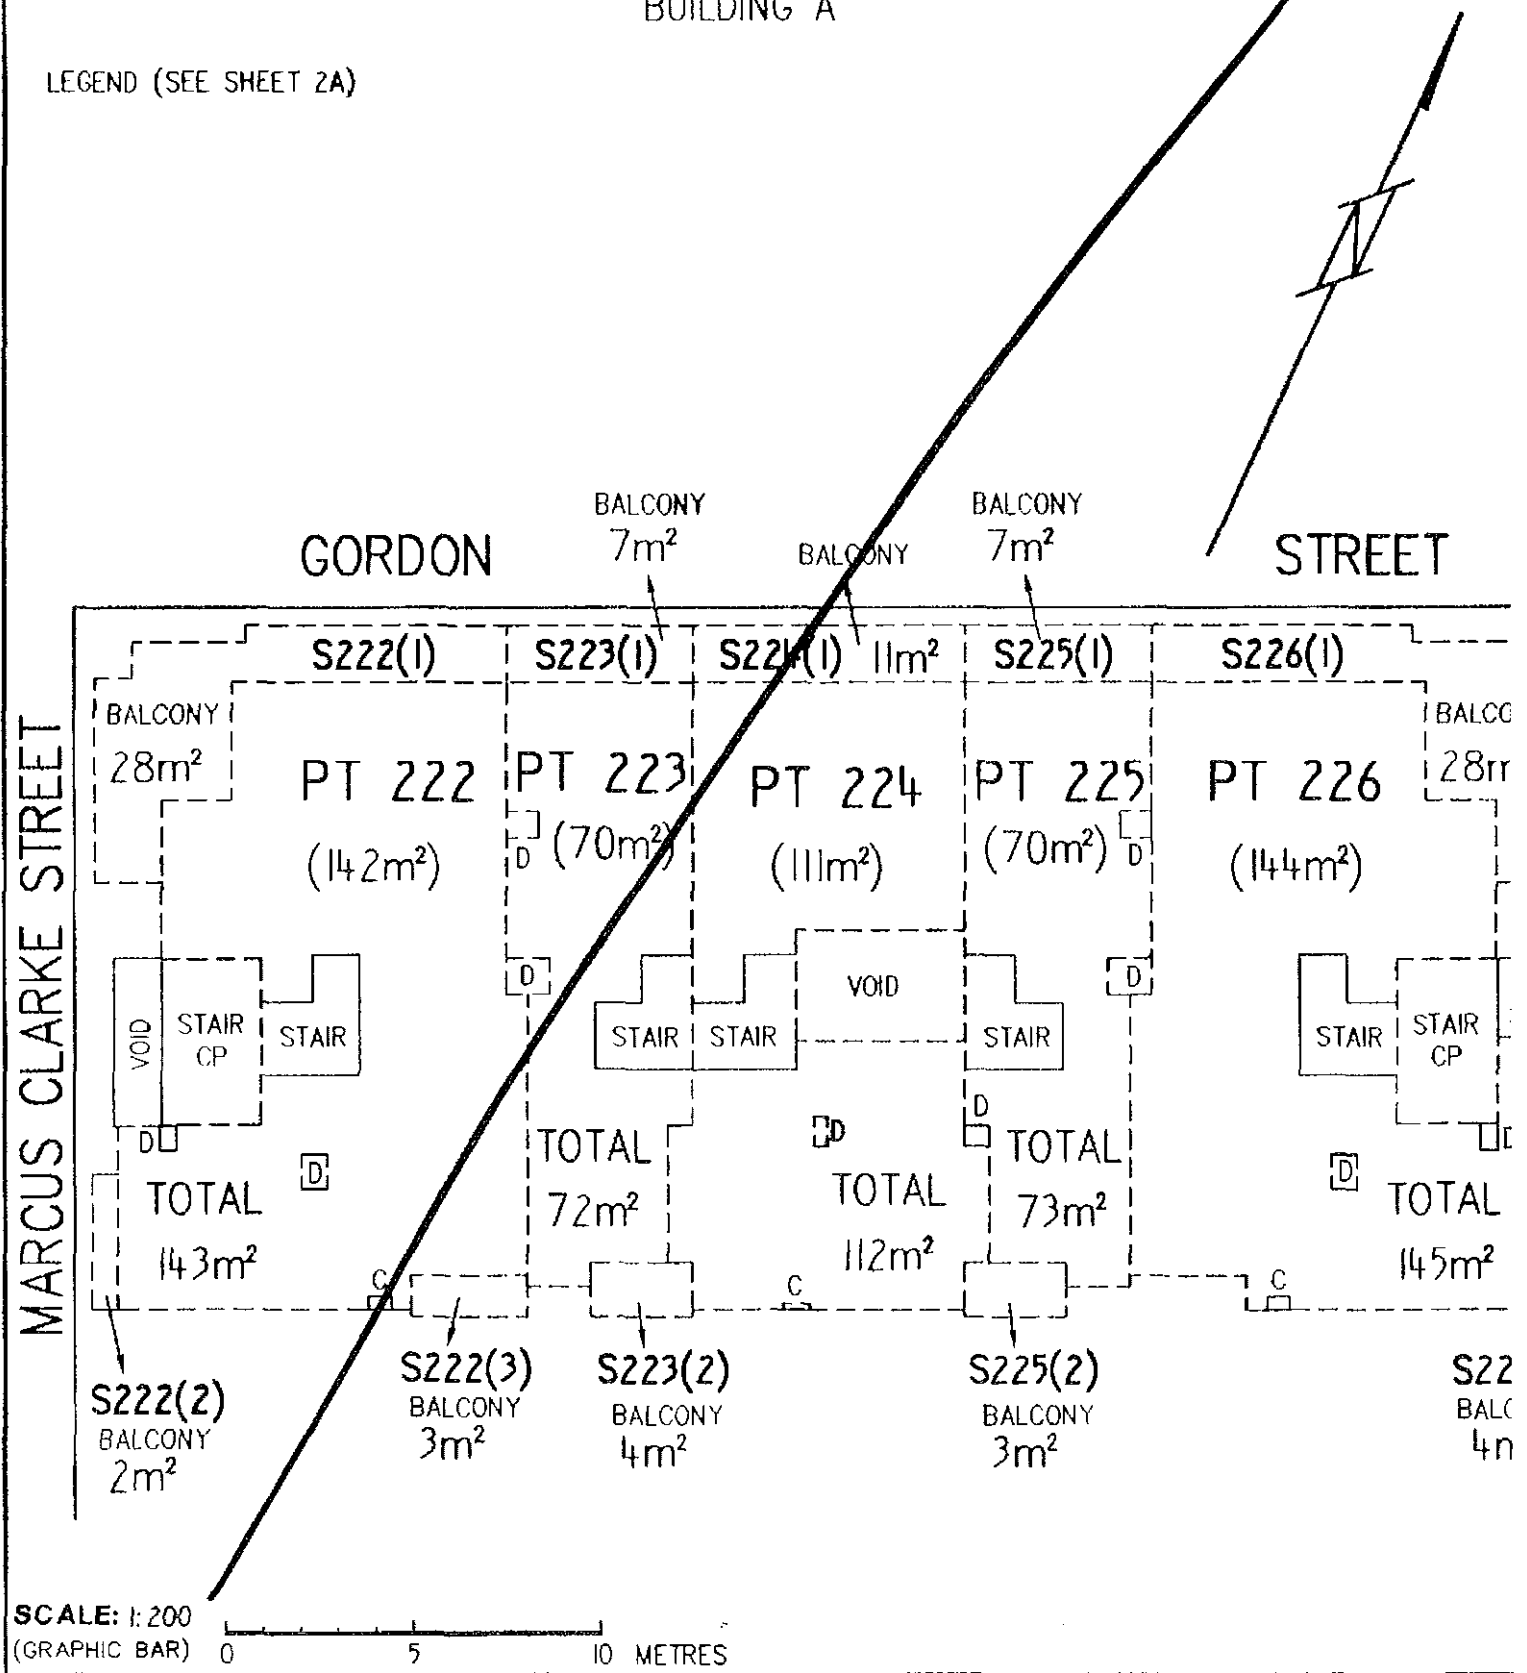 BUILDING A
LEGEND (SEE SHEET 2A)
N
BALCONY
7m²
BALCONY
BALCONY
7m²
GORDON STREET
S222(1) S223(1) S224(1) 11m² S225(1) S226(1)
BALCONY
28m²
PT 222
(142m²)
PT 223
(70m²)
D
PT 224
(111m²)
PT 225
(70m²)
D
PT 226
(144m²)
BALCO
28m
MARCUS CLARKE STREET
VOID
STAIR
CP
STAIR
D
STAIR
STAIR
VOID
STAIR
D
STAIR
STAIR
CP
D
D
TOTAL
143m²
TOTAL
72m²
D
TOTAL
112m²
D
TOTAL
73m²
D
D
TOTAL
145m²
C
C
C
S222(2)
BALCONY
2m²
S222(3)
BALCONY
3m²
S223(2)
BALCONY
4m²
S225(2)
BALCONY
3m²
S22
BALC
4m
SCALE: 1:200
(GRAPHIC BAR) 0 5 10 METRES